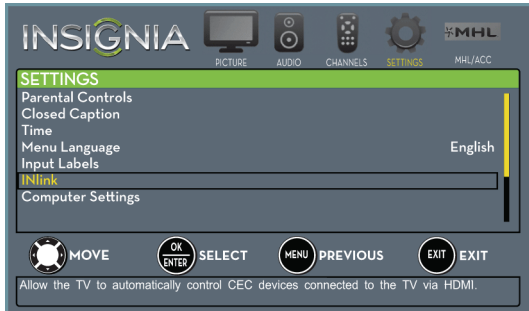 INSIGNIA
MHL
PICTURE AUDIO CHANNELS SETTINGS MHL/ACC
SETTINGS
Parental Controls
Closed Caption
Time
Menu Language English
Input Labels
INlink
Computer Settings
MOVE OK ENTER SELECT MENU PREVIOUS EXIT EXIT
Allow the TV to automatically control CEC devices connected to the TV via HDMI.